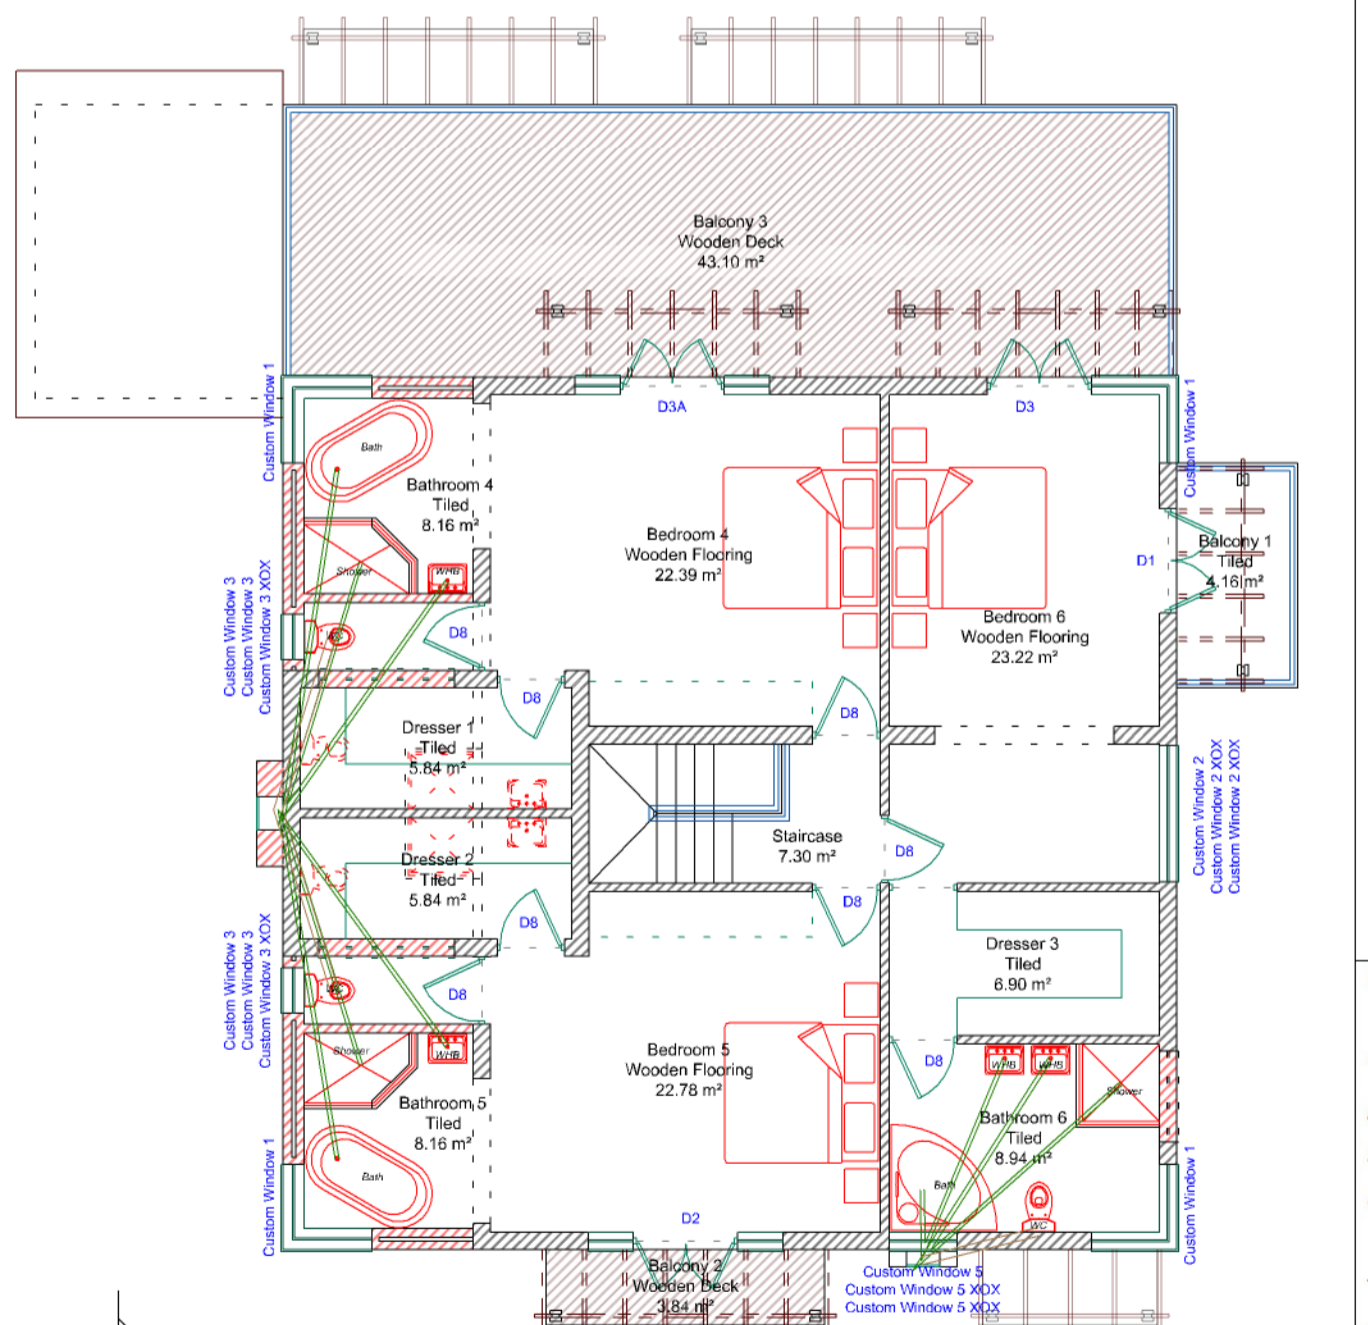 Balcony 3
Wooden Deck
43.10 m²
Custom Window 1
D3A
D3
Custom Window 1
Bath
Bathroom 4
Tiled
8.16 m²
Bedroom 4
Wooden Flooring
22.39 m²
D1
Balcony 1
Tiled
4.16 m²
Shower
WHB
Custom Window 3
Custom Window 3
Custom Window 3 XOX
WC
D8
Bedroom 6
Wooden Flooring
23.22 m²
D8
D8
Dresser 1
Tiled
5.84 m²
Custom Window 2
Custom Window 2 XOX
Custom Window 2 XOX
Staircase
7.30 m²
D8
Dresser 2
Tiled
5.84 m²
D8
D8
Custom Window 3
Custom Window 3
Custom Window 3 XOX
Dresser 3
Tiled
6.90 m²
WC
D8
Shower
WHB
Bedroom 5
Wooden Flooring
22.78 m²
D8
WHB
WHB
Shower
Bathroom 5
Tiled
8.16 m²
Bathroom 6
Tiled
8.94 m²
Bath
Bath
Custom Window 1
D2
WC
Custom Window 1
Balcony 2
Wooden Deck
3.84 m²
Custom Window 5
Custom Window 5 XOX
Custom Window 5 XOX